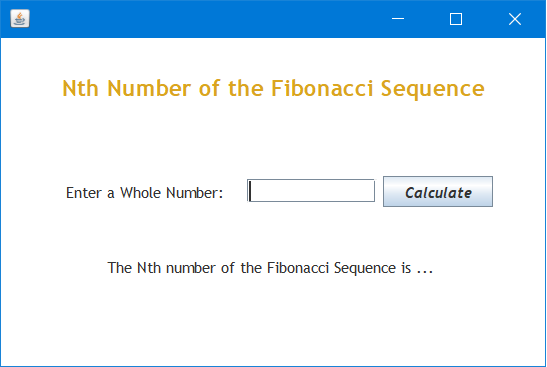 Nth Number of the Fibonacci Sequence
Enter a Whole Number:
Calculate
The Nth number of the Fibonacci Sequence is ...